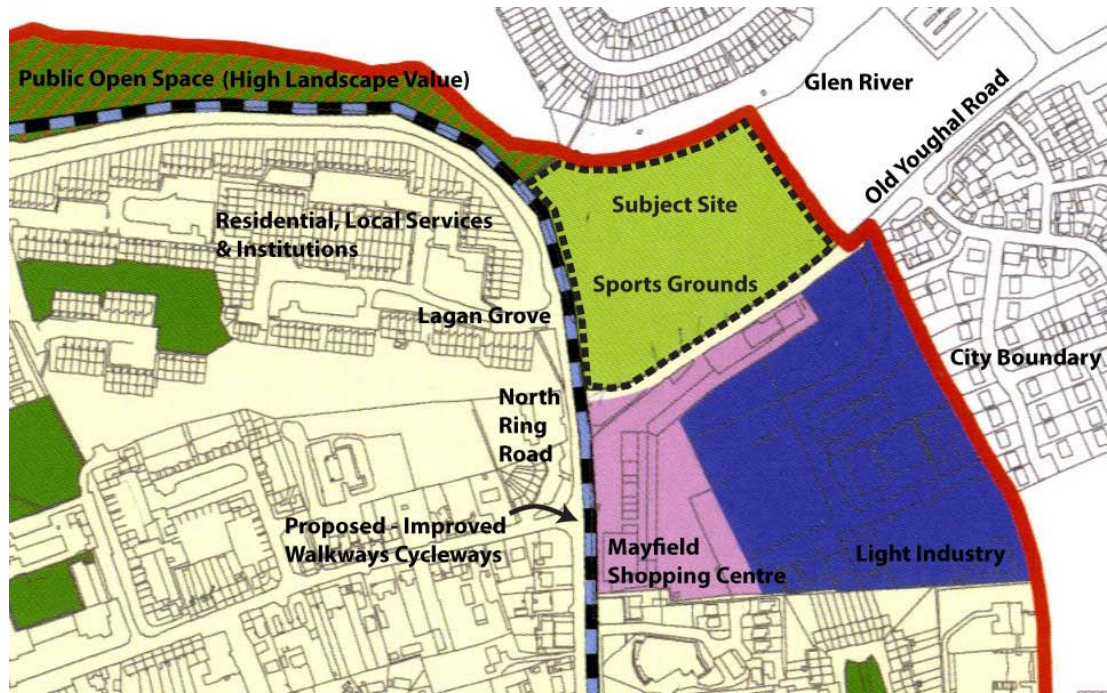 Public Open Space (High Landscape Value)
Glen River
Old Youghal Road
Subject Site
Residential, Local Services
& Institutions
Sports Grounds
Lagan Grove
City Boundary
North
Ring
Road
Proposed - Improved
Walkways Cycleways
Mayfield
Shopping Centre
Light Industry